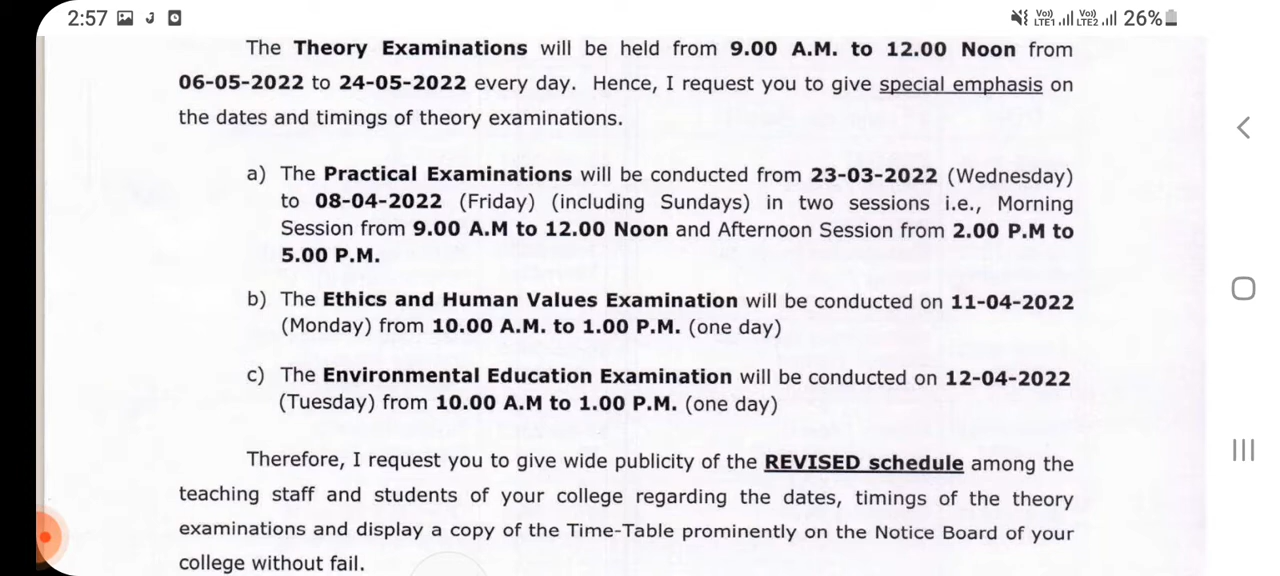 2:57
Vo)) LTE1 Vo)) LTE2 26%
The Theory Examinations will be held from 9.00 A.M. to 12.00 Noon from
06-05-2022 to 24-05-2022 every day. Hence, I request you to give special emphasis on
the dates and timings of theory examinations.
a) The Practical Examinations will be conducted from 23-03-2022 (Wednesday)
to 08-04-2022 (Friday) (including Sundays) in two sessions i.e., Morning
Session from 9.00 A.M to 12.00 Noon and Afternoon Session from 2.00 P.M to
5.00 P.M.
b) The Ethics and Human Values Examination will be conducted on 11-04-2022
(Monday) from 10.00 A.M. to 1.00 P.M. (one day)
c) The Environmental Education Examination will be conducted on 12-04-2022
(Tuesday) from 10.00 A.M to 1.00 P.M. (one day)
Therefore, I request you to give wide publicity of the REVISED schedule among the
teaching staff and students of your college regarding the dates, timings of the theory
examinations and display a copy of the Time-Table prominently on the Notice Board of your
college without fail.